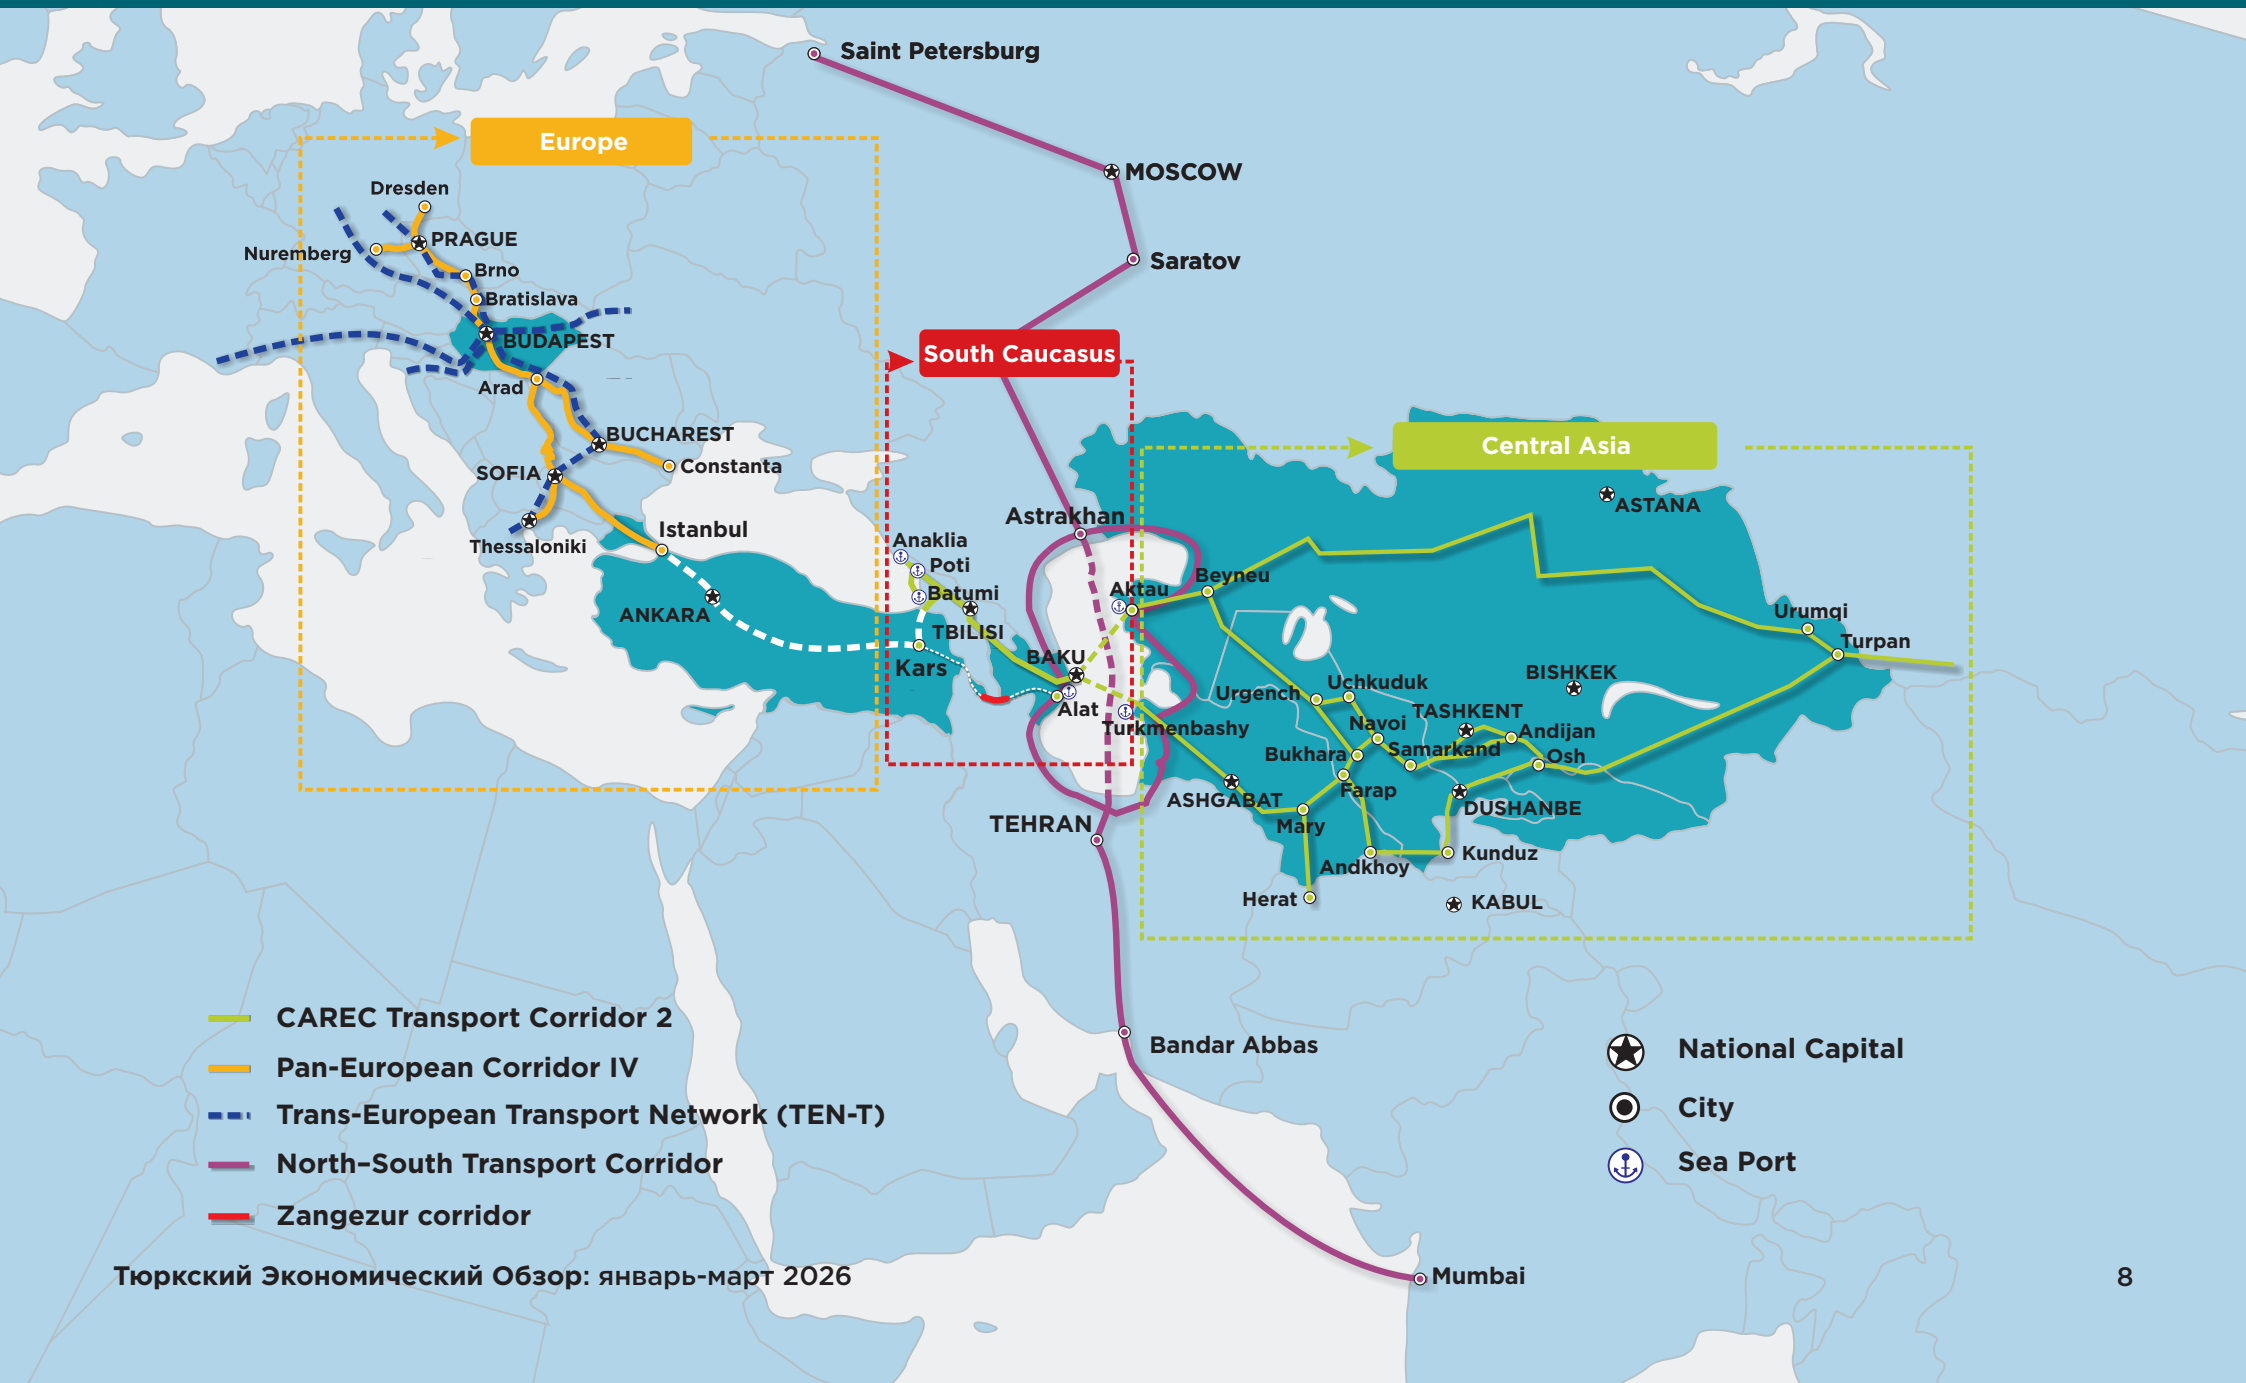 Saint Petersburg
Europe
MOSCOW
Dresden
PRAGUE
Nuremberg
Brno
Saratov
Bratislava
BUDAPEST
South Caucasus
Arad
BUCHAREST
Central Asia
Constanta
SOFIA
ASTANA
Astrakhan
Istanbul
Thessaloniki
Anaklia
Poti
Beyneu
Aktau
Batumi
ANKARA
Urumqi
TBILISI
Turpan
BAKU
Kars
BISHKEK
Uchkuduk
Urgench
Alat
TASHKENT
Navoi
Turkmenbashy
Andijan
Samarkand
Bukhara
Osh
Farap
ASHGABAT
DUSHANBE
TEHRAN
Mary
Kunduz
Andkhoy
Herat
KABUL
CAREC Transport Corridor 2
Pan-European Corridor IV
Trans-European Transport Network (TEN-T)
North–South Transport Corridor
Zangezur corridor
Bandar Abbas
National Capital
City
Sea Port
Mumbai
Тюркский Экономический Обзор: январь-март 2026
8